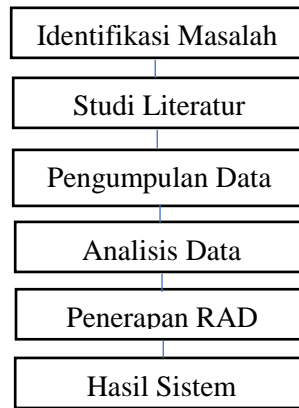 Identifikasi Masalah
Studi Literatur
Pengumpulan Data
Analisis Data
Penerapan RAD
Hasil Sistem